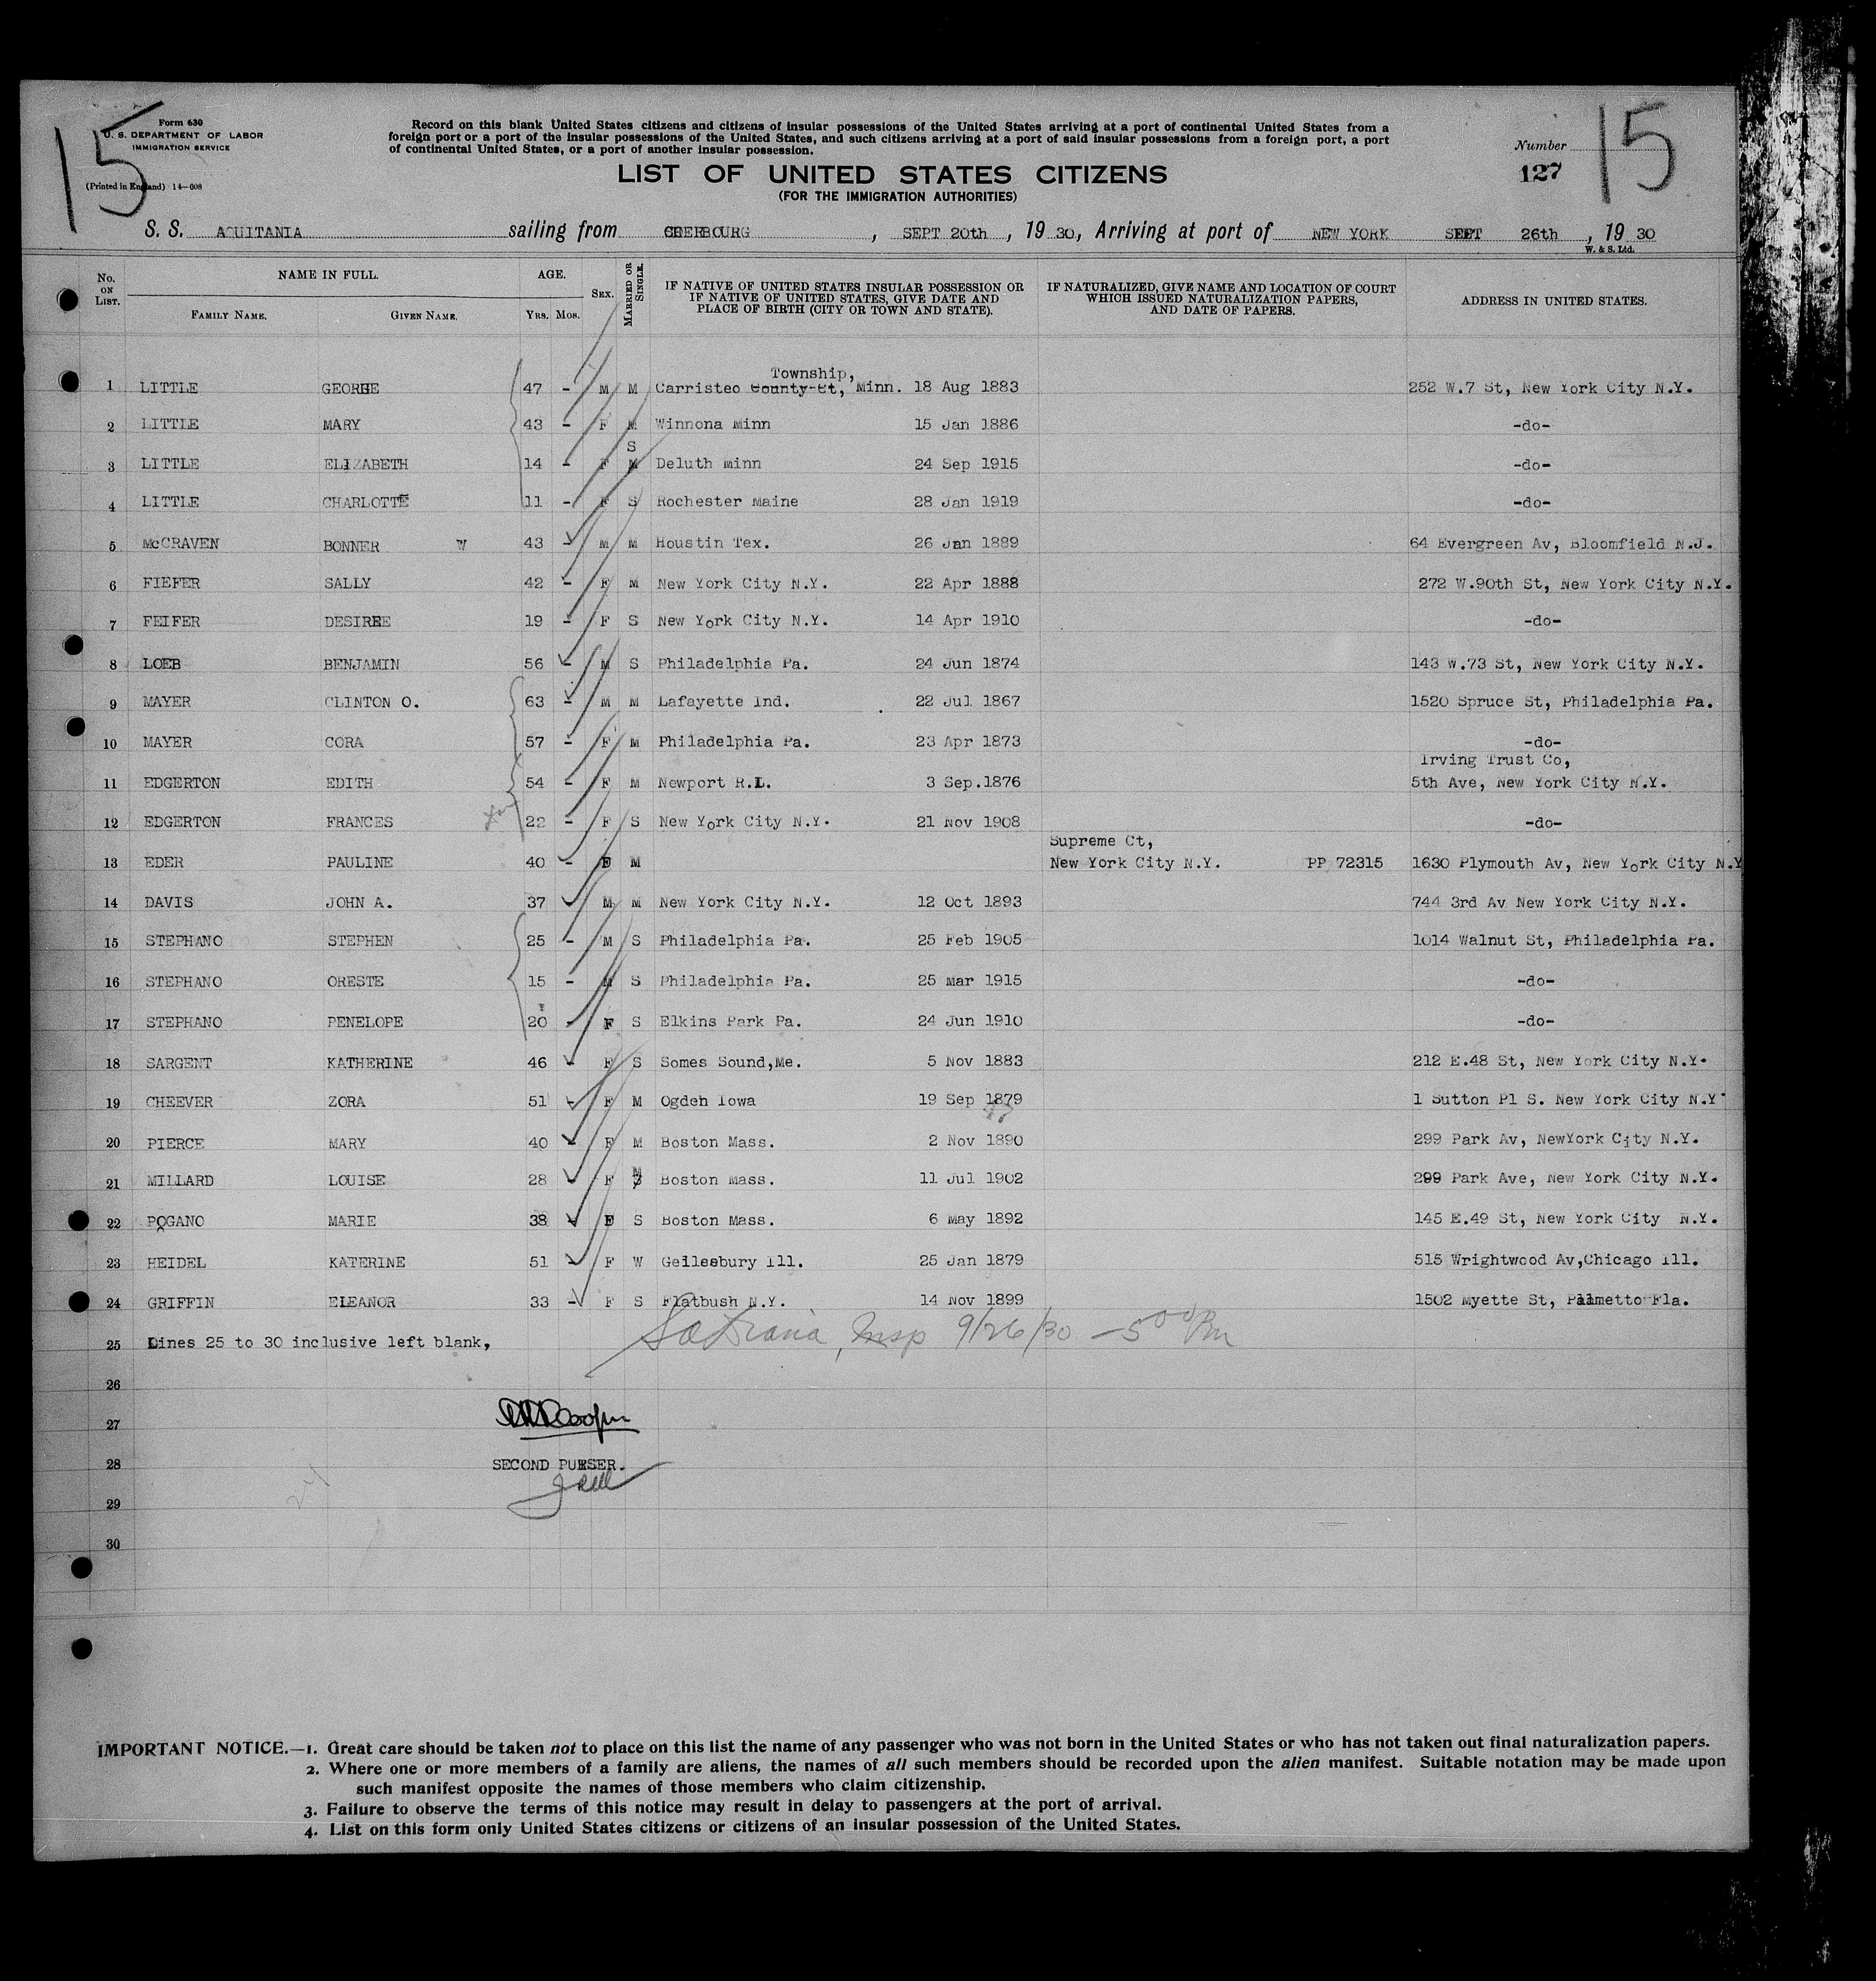 15
Form 630
U. S. DEPARTMENT OF LABOR
IMMIGRATION SERVICE
(Printed in England) 14-608
Record on this blank United States citizens and citizens of insular possessions of the United States arriving at a port of continental United States from a
foreign port or a port of the insular possessions of the United States, and such citizens arriving at a port of said insular possessions from a foreign port, a port
of continental United States, or a port of another insular possession.
LIST OF UNITED STATES CITIZENS
(FOR THE IMMIGRATION AUTHORITIES)
Number
127
15
S. S. AQUITANIA sailing from CHERBOURG, SEPT 20th, 19 30, Arriving at port of NEW YORK SEPT 26th, 19 30
W. & S. Ltd.
No. ON LIST. NAME IN FULL. FAMILY NAME. GIVEN NAME. AGE. Yrs. Mos. SEX. MARRIED OR SINGLE. IF NATIVE OF UNITED STATES INSULAR POSSESSION OR IF NATIVE OF UNITED STATES, GIVE DATE AND PLACE OF BIRTH (CITY OR TOWN AND STATE). IF NATURALIZED, GIVE NAME AND LOCATION OF COURT WHICH ISSUED NATURALIZATION PAPERS, AND DATE OF PAPERS. ADDRESS IN UNITED STATES.
Township,
1 LITTLE GEORGE 47 - M M Carristeo County St, Minn. 18 Aug 1883 252 W.7 St, New York City N.Y.
2 LITTLE MARY 43 - F M Winnona Minn 15 Jan 1886 -do-
S
3 LITTLE ELIZABETH 14 - F M Deluth Minn 24 Sep 1915 -do-
4 LITTLE CHARLOTTE 11 - F S Rochester Maine 28 Jan 1919 -do-
5 McCRAVEN BONNER W 43 - M M Houstin Tex. 26 Jan 1889 64 Evergreen Av, Bloomfield N.J.
6 FIEFER SALLY 42 - F M New York City N.Y. 22 Apr 1888 272 W.90th St, New York City N.Y.
7 FEIFER DESIREE 19 - F S New York City N.Y. 14 Apr 1910 -do-
8 LOEB BENJAMIN 56 - M S Philadelphia Pa. 24 Jun 1874 143 W.73 St, New York City N.Y.
9 MAYER CLINTON O. 63 - M M Lafayette Ind. 22 Jul 1867 1520 Spruce St, Philadelphia Pa.
10 MAYER CORA 57 - F M Philadelphia Pa. 23 Apr 1873 -do-
Irving Trust Co,
11 EDGERTON EDITH 54 - F M Newport R.I. 3 Sep.1876 5th Ave, New York City N.Y.
12 EDGERTON FRANCES 22 - F S New York City N.Y. 21 Nov 1908 -do-
Supreme Ct,
13 EDER PAULINE 40 - F M New York City N.Y. PP 72315 1630 Plymouth Av, New York City N.Y
14 DAVIS JOHN A. 37 M M New York City N.Y. 12 Oct 1893 744 3rd Av New York City N.Y.
15 STEPHANO STEPHEN 25 - M S Philadelphia Pa. 25 Feb 1905 1014 Walnut St, Philadelphia Pa.
16 STEPHANO ORESTE 15 - M S Philadelphia Pa. 25 Mar 1915 -do-
17 STEPHANO PENELOPE 20 - F S Elkins Park Pa. 24 Jun 1910 -do-
18 SARGENT KATHERINE 46 - F S Somes Sound,Me. 5 Nov 1883 212 E.48 St, New York City N.Y.
19 CHEEVER ZORA 51 - F M Ogden Iowa 19 Sep 1879 1 Sutton Pl S. New York City N.Y
20 PIERCE MARY 40 F M Boston Mass. 2 Nov 1890 299 Park Av, NewYork City N.Y.
M
21 MILLARD LOUISE 28 F S Boston Mass. 11 Jul 1902 299 Park Ave, New York City N.Y.
22 POGANO MARIE 38 F S Boston Mass. 6 May 1892 145 E.49 St, New York City N.Y.
23 HEIDEL KATERINE 51 F W Geilesbury Ill. 25 Jan 1879 515 Wrightwood Av,Chicago Ill.
24 GRIFFIN ELEANOR 33 - F S Flatbush N.Y. 14 Nov 1899 1502 Myette St, Palmetto Fla.
25 Lines 25 to 30 inclusive left blank,
Insp 9/26/30 - 5 00 Pm
26
27
28 SECOND PURSER.
29
24
30
IMPORTANT NOTICE.—1. Great care should be taken not to place on this list the name of any passenger who was not born in the United States or who has not taken out final naturalization papers.
2. Where one or more members of a family are aliens, the names of all such members should be recorded upon the alien manifest. Suitable notation may be made upon
such manifest opposite the names of those members who claim citizenship.
3. Failure to observe the terms of this notice may result in delay to passengers at the port of arrival.
4. List on this form only United States citizens or citizens of an insular possession of the United States.